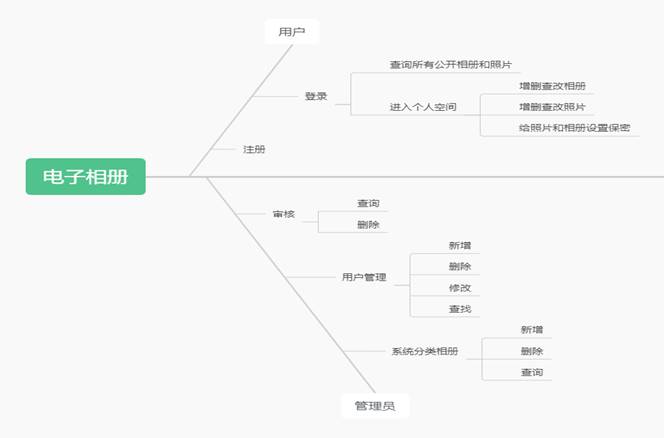 用户
查询所有公开相册和照片
登录
增删查改相册
进入个人空间
增删查改照片
给照片和相册设置保密
注册
电子相册
审核
查询
删除
新增
删除
用户管理
修改
查找
新增
系统分类相册
删除
查询
管理员